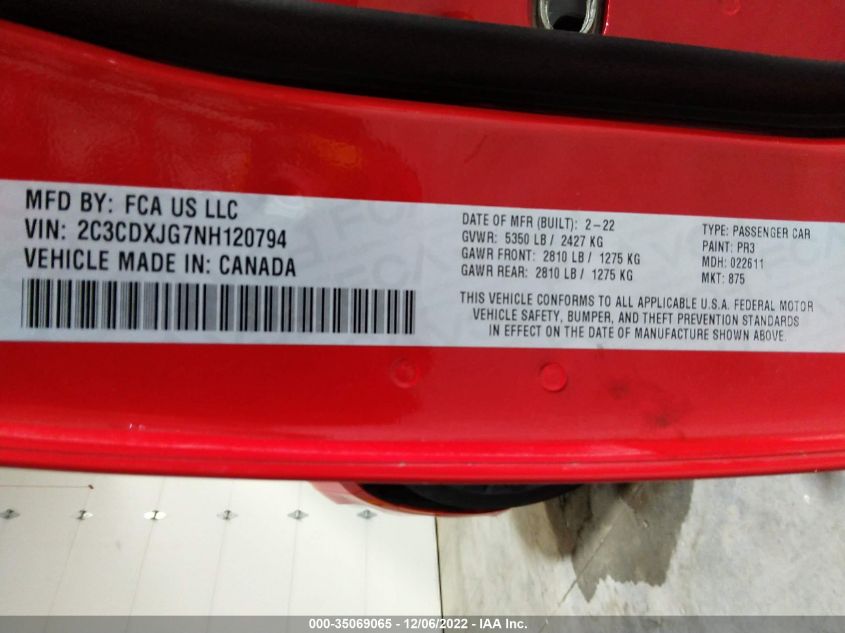 MFD BY: FCA US LLC
VIN: 2C3CDXJG7NH120794
VEHICLE MADE IN: CANADA
DATE OF MFR (BUILT): 2-22
GVWR: 5350 LB / 2427 KG
GAWR FRONT: 2810 LB / 1275 KG
GAWR REAR: 2810 LB / 1275 KG
TYPE: PASSENGER CAR
PAINT: PR3
MDH: 022611
MKT: 875
THIS VEHICLE CONFORMS TO ALL APPLICABLE U.S.A. FEDERAL MOTOR
VEHICLE SAFETY, BUMPER, AND THEFT PREVENTION STANDARDS
IN EFFECT ON THE DATE OF MANUFACTURE SHOWN ABOVE.
000-35069065 - 12/06/2022 - IAA Inc.